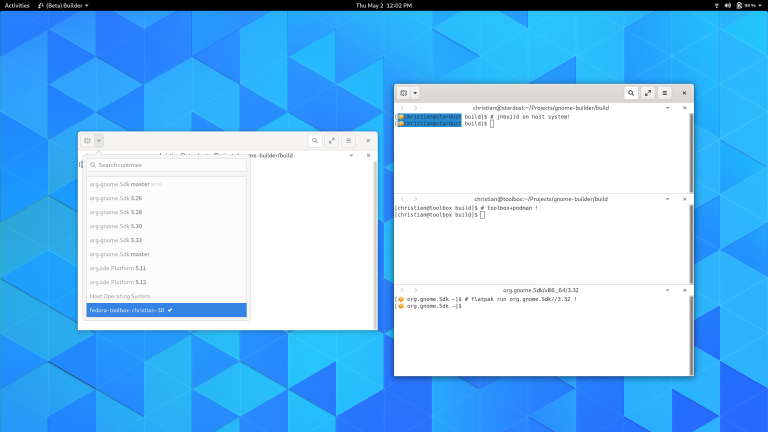 Activities (Beta) Builder Thu May 2 12:02 PM 98 %
ne-builder/build
Search runtimes
org.gnome.Sdk master
org.gnome.Sdk 3.26
org.gnome.Sdk 3.28
org.gnome.Sdk 3.30
org.gnome.Sdk 3.32
org.gnome.Sdk master
org.kde.Platform 5.11
org.kde.Platform 5.12
Host Operating System
fedora-toolbox-christian-30
christian@stardust:~/Projects/gnome-builder/build
[christian@stardust build]$ # jhbuild on host system!
[christian@stardust build]$
christian@toolbox:~/Projects/gnome-builder/build
[christian@toolbox build]$ # toolbox+podman !
[christian@toolbox build]$
org.gnome.Sdk/x86_64/3.32
[📦 org.gnome.Sdk ~]$ # flatpak run org.gnome.Sdk//3.32 !
[📦 org.gnome.Sdk ~]$